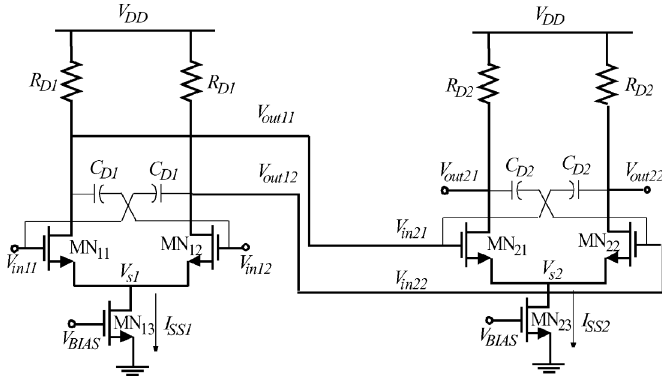 V_DD V_DD
R_D1 R_D1 R_D2 R_D2
V_out11
C_D1 C_D1 V_out12 V_out21 C_D2 C_D2 V_out22
V_in21
MN_11 MN_12 MN_21 MN_22
V_in11 V_s1 V_in12 V_in22 V_s2
MN_13 I_SS1 MN_23 I_SS2
V_BIAS V_BIAS